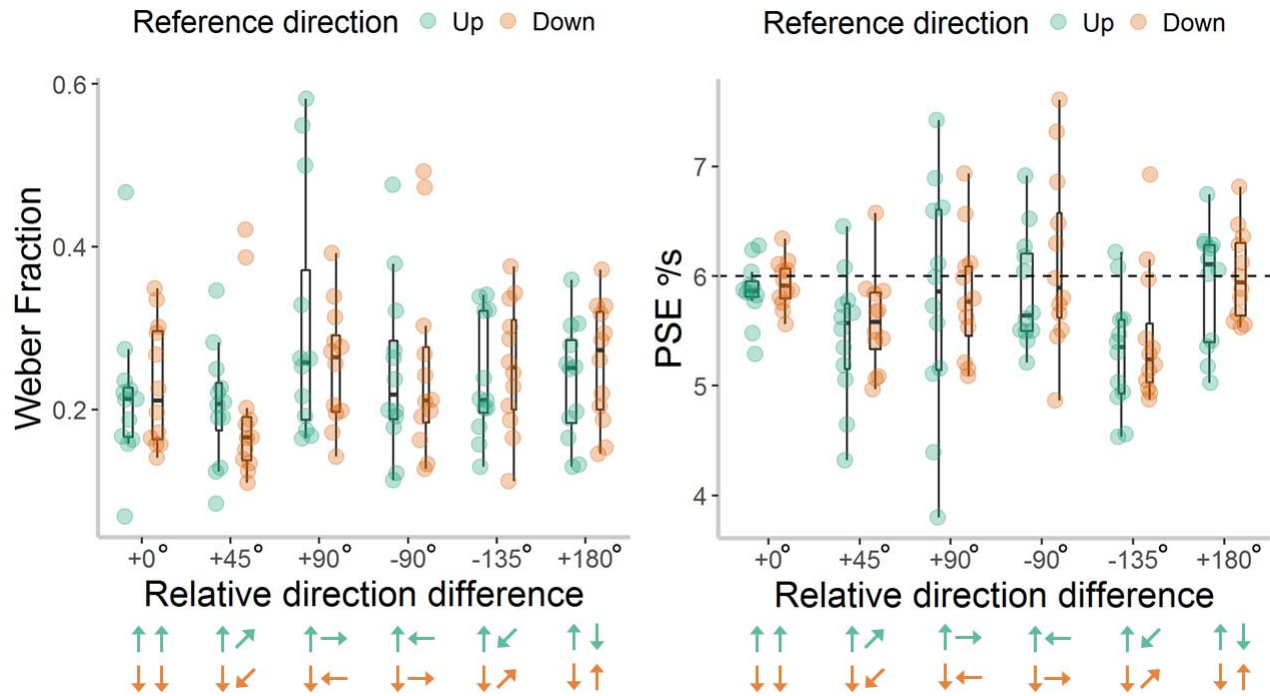 Reference direction Up Down
Reference direction Up Down
Weber Fraction
0.6
0.4
0.2
+0° +45° +90° -90° -135° +180°
Relative direction difference
PSE %s
7
6
5
4
+0° +45° +90° -90° -135° +180°
Relative direction difference